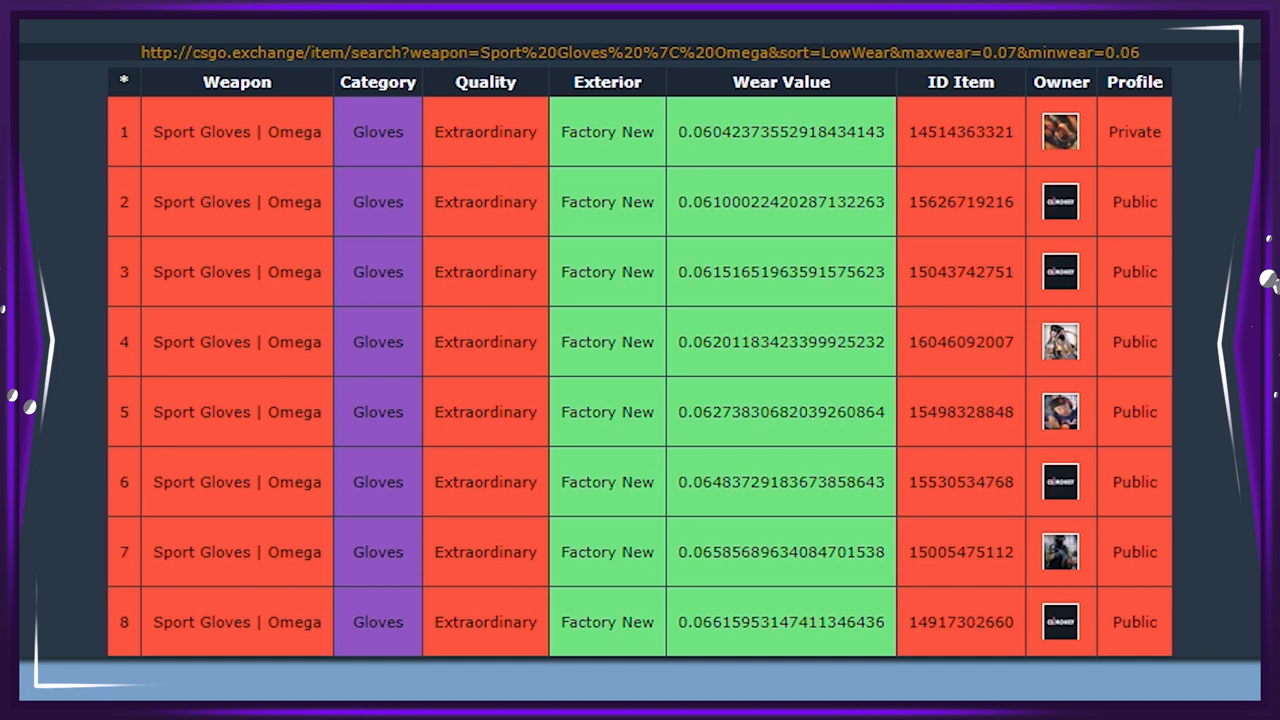 http://csgo.exchange/item/search?weapon=Sport%20Gloves%20%7C%20Omega&sort=LowWear&maxwear=0.07&minwear=0.06
* Weapon Category Quality Exterior Wear Value ID Item Owner Profile
1 Sport Gloves | Omega Gloves Extraordinary Factory New 0.06042373552918434143 14514363321 Private
2 Sport Gloves | Omega Gloves Extraordinary Factory New 0.06100022420287132263 15626719216 Public
3 Sport Gloves | Omega Gloves Extraordinary Factory New 0.06151651963591575623 15043742751 Public
4 Sport Gloves | Omega Gloves Extraordinary Factory New 0.06201183423399925232 16046092007 Public
5 Sport Gloves | Omega Gloves Extraordinary Factory New 0.06273830682039260864 15498328848 Public
6 Sport Gloves | Omega Gloves Extraordinary Factory New 0.06483729183673858643 15530534768 Public
7 Sport Gloves | Omega Gloves Extraordinary Factory New 0.06585689634084701538 15005475112 Public
8 Sport Gloves | Omega Gloves Extraordinary Factory New 0.06615953147411346436 14917302660 Public